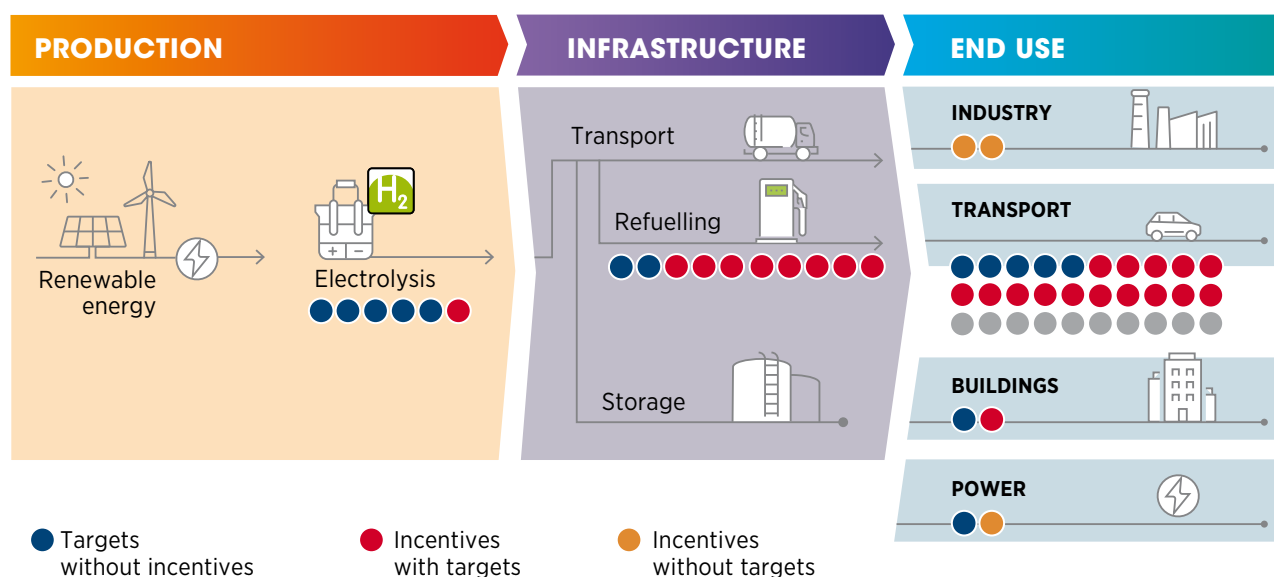 PRODUCTION
INFRASTRUCTURE
END USE
Renewable
energy
H2
Electrolysis
Transport
Refuelling
Storage
INDUSTRY
TRANSPORT
BUILDINGS
POWER
Targets
without incentives
Incentives
with targets
Incentives
without targets